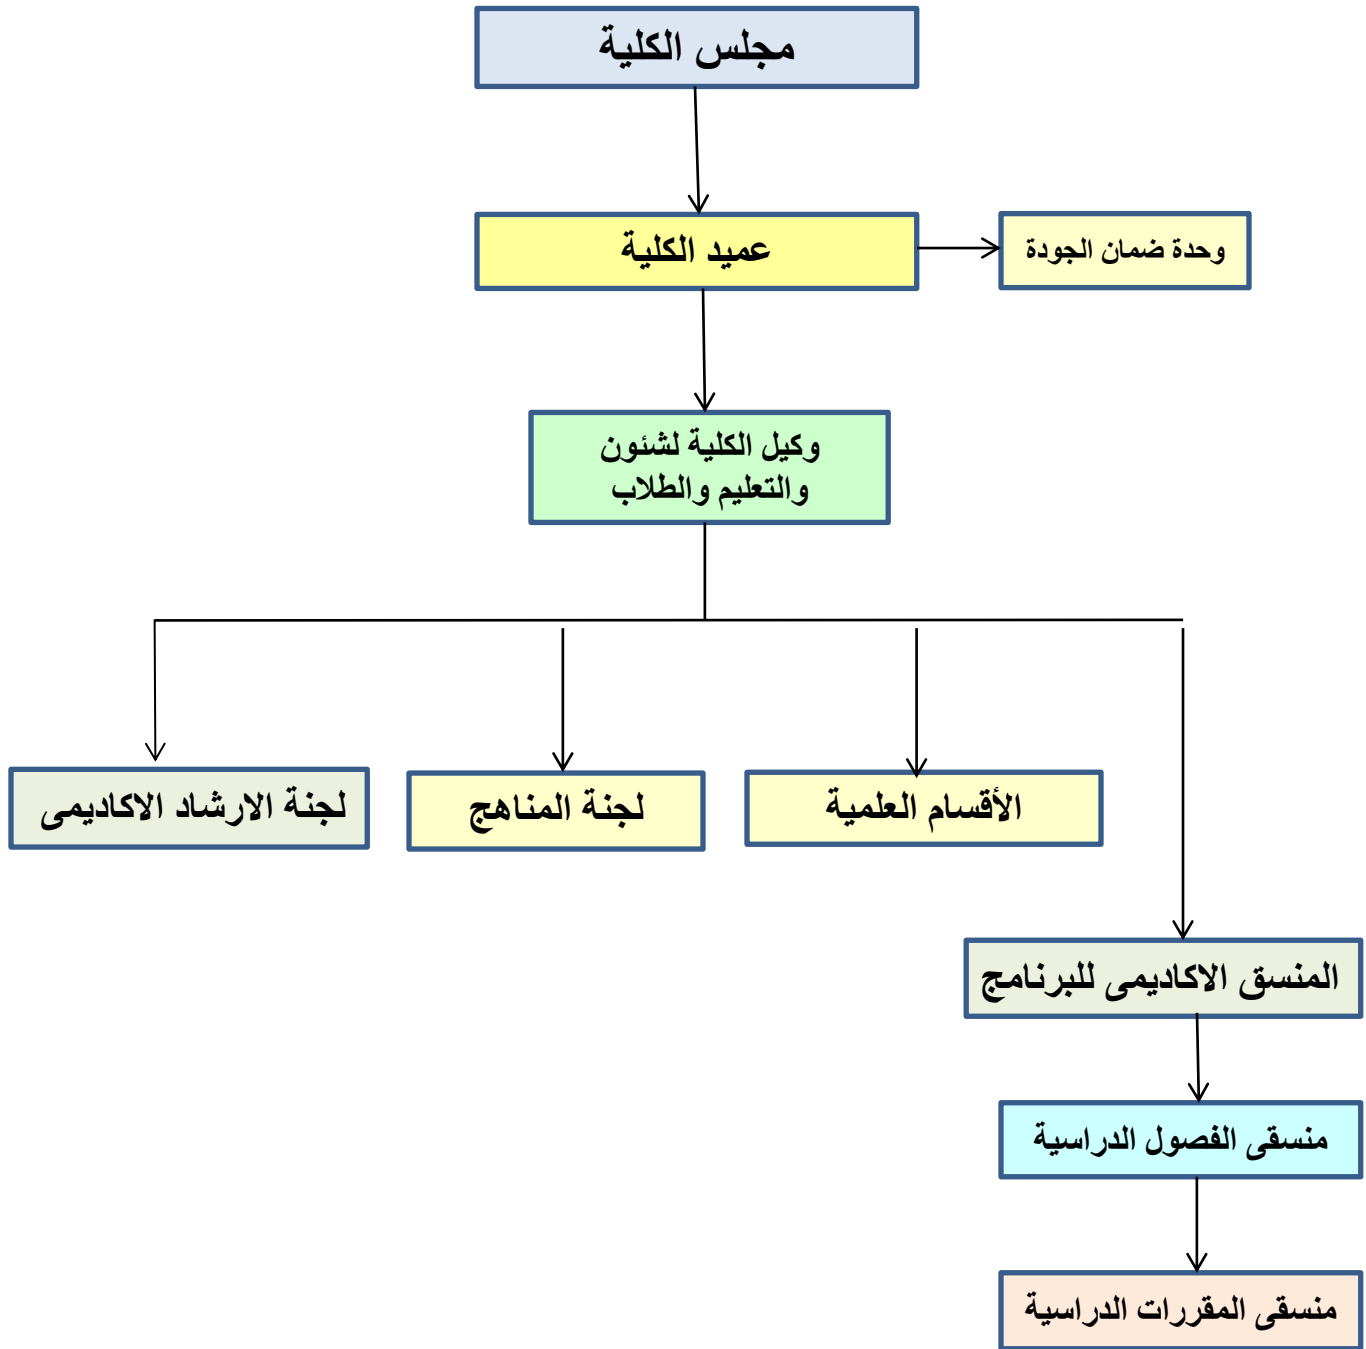 مجلس الكلية
عميد الكلية
وحدة ضمان الجودة
وكيل الكلية لشئون
والتعليم والطلاب
الأقسام العلمية
لجنة المناهج
لجنة الارشاد الاكاديمى
المنسق الاكاديمى للبرنامج
منسقى الفصول الدراسية
منسقى المقررات الدراسية